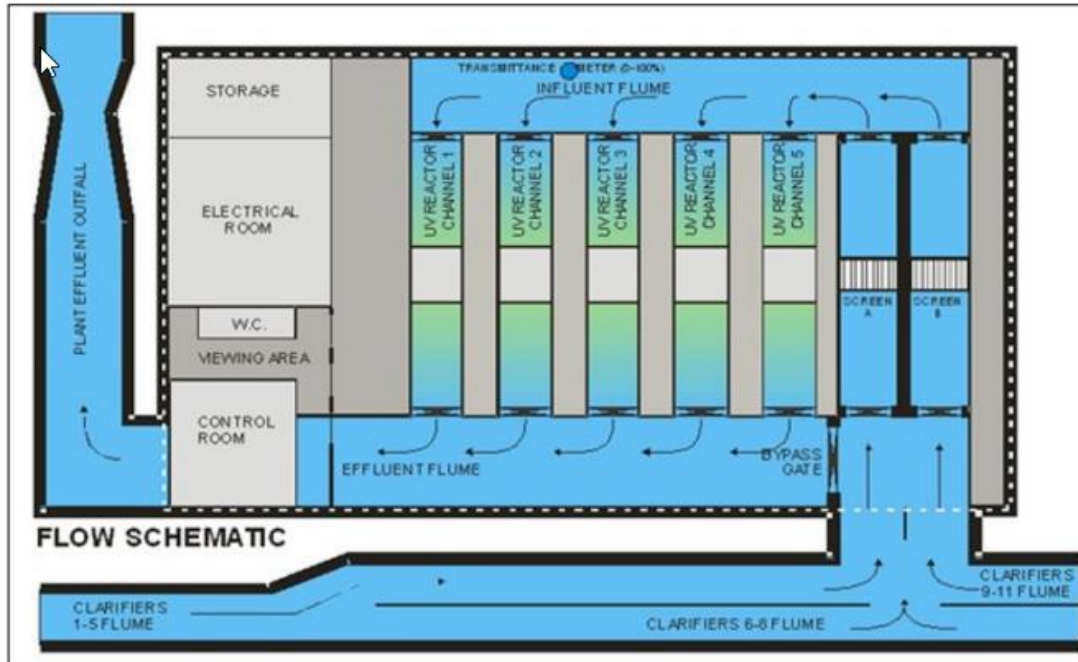 TRANSMITTANCE METER (0-100%)
INFLUENT FLUME
STORAGE
ELECTRICAL
ROOM
W.C.
VIEWING AREA
CONTROL
ROOM
PLANT EFFLUENT OUTFALL
UV REACTOR
CHANNEL 1
UV REACTOR
CHANNEL 2
UV REACTOR
CHANNEL 3
UV REACTOR
CHANNEL 4
UV REACTOR
CHANNEL 5
SCREEN
A
SCREEN
B
EFFLUENT FLUME
BYPASS
GATE
FLOW SCHEMATIC
CLARIFIERS
1-5 FLUME
CLARIFIERS 6-8 FLUME
CLARIFIERS
9-11 FLUME